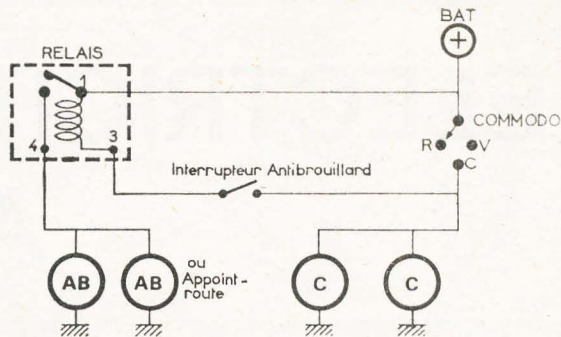 BAT
+
RELAIS
1
COMMODO
4
3
R
V
C
Interrupteur Antibrouillard
AB
AB
ou
Appoint-
route
C
C